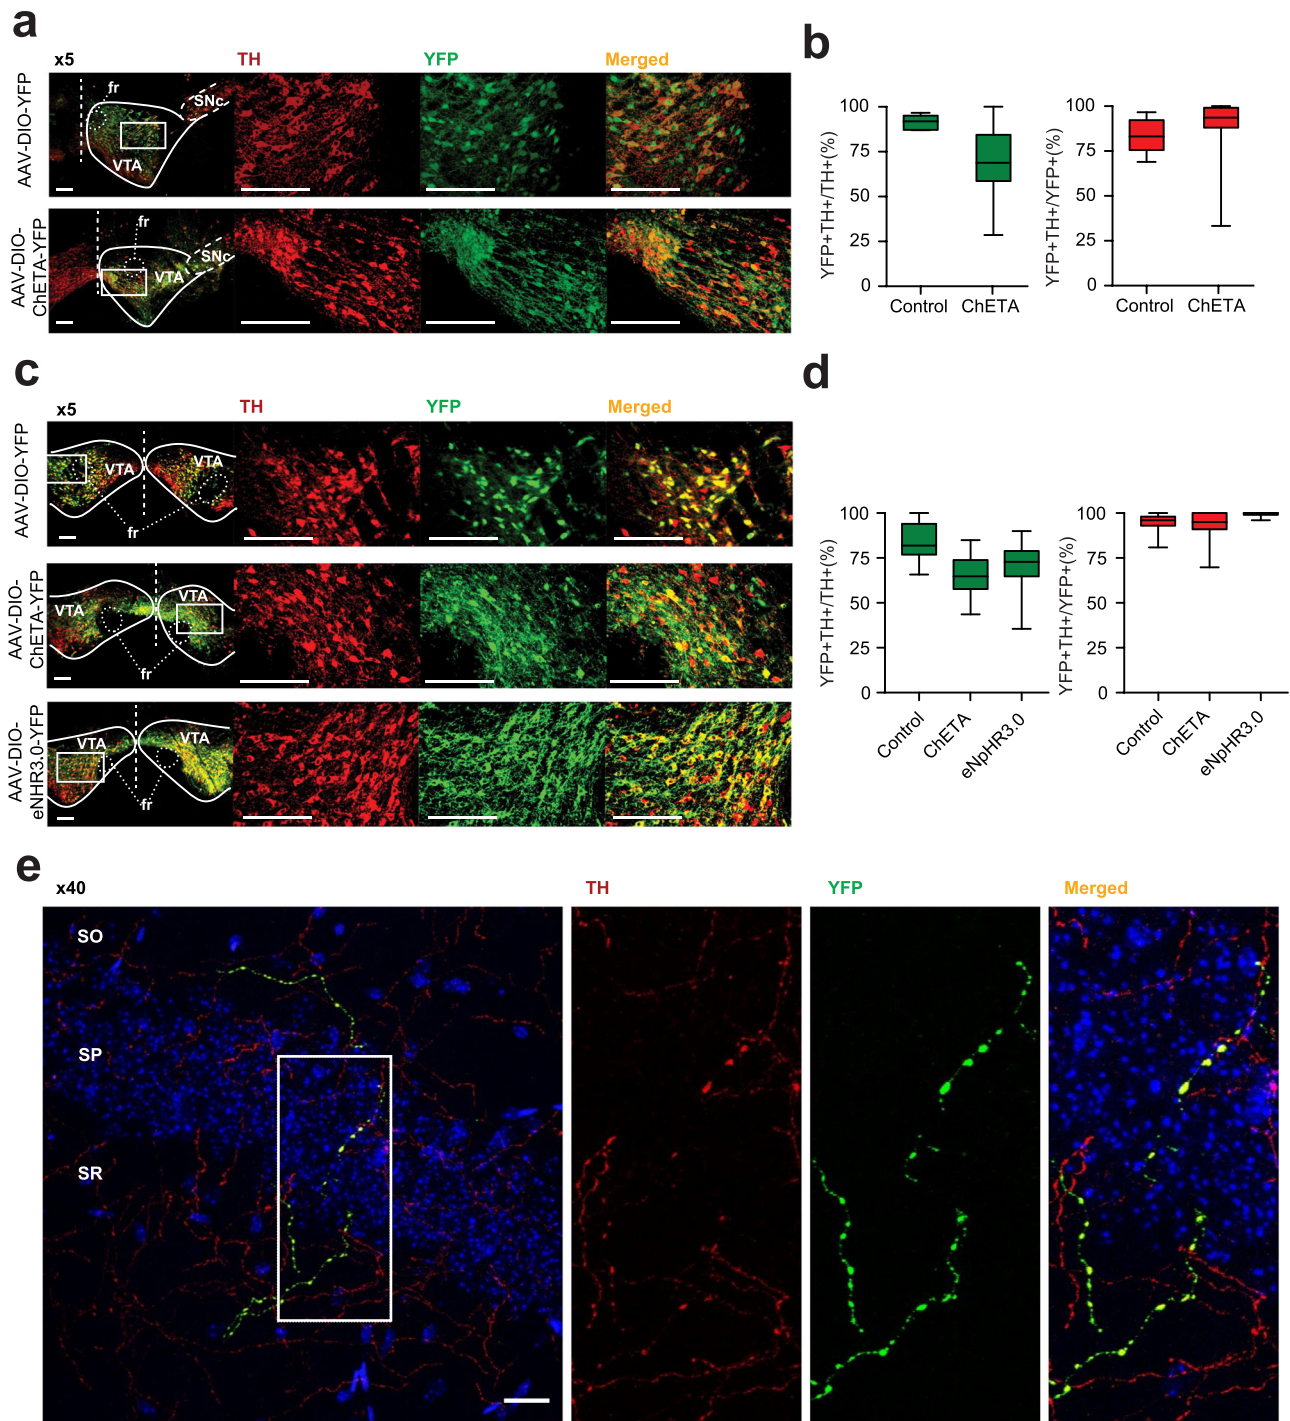 a
x5 TH YFP Merged
AAV-DIO-YFP
fr
SNc
VTA
AAV-DIO-
ChETA-YFP
fr
SNc
VTA
b
YFP+TH+/TH+(%)
100
75
50
25
0
Control ChETA
YFP+TH+/YFP+(%)
100
75
50
25
0
Control ChETA
c
x5 TH YFP Merged
AAV-DIO-YFP
VTA VTA
fr
AAV-DIO-
ChETA-YFP
VTA VTA
fr
AAV-DIO-
eNHR3.0-YFP
VTA VTA
fr
d
YFP+TH+/TH+(%)
100
75
50
25
0
Control ChETA eNpHR3.0
YFP+TH+/YFP+(%)
100
75
50
25
0
Control ChETA eNpHR3.0
e
x40 TH YFP Merged
SO
SP
SR